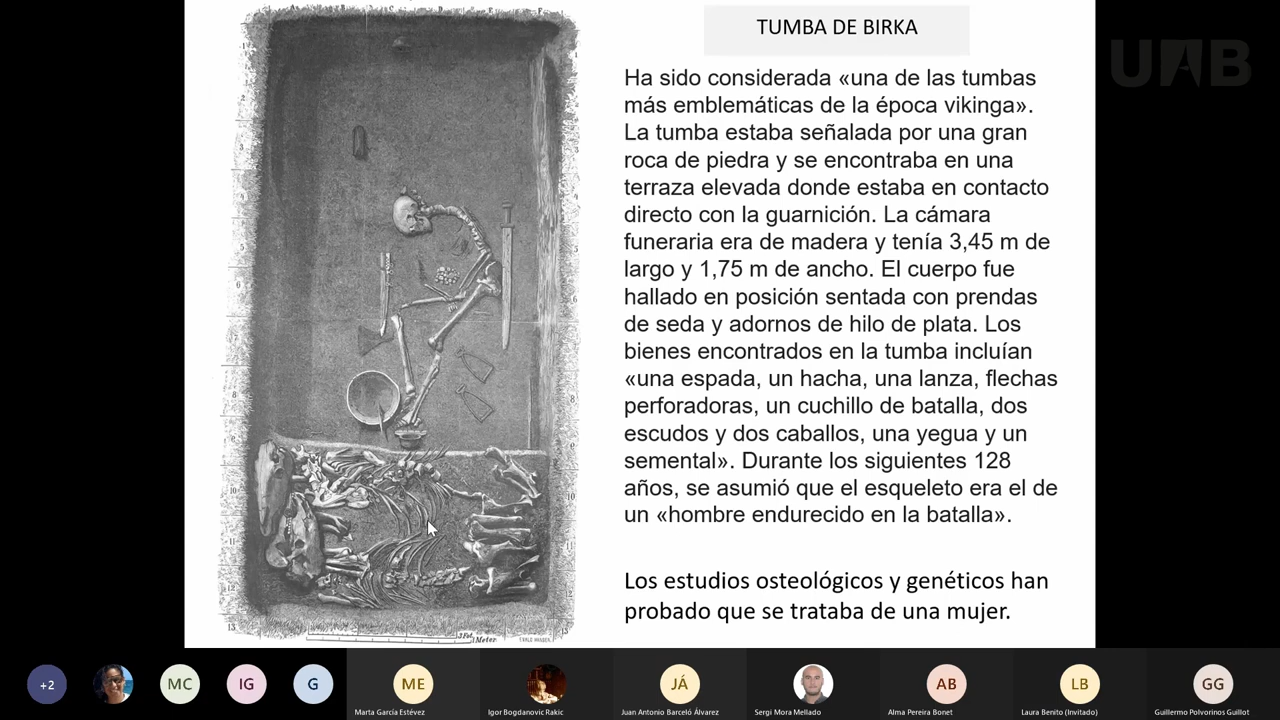 TUMBA DE BIRKA
UAB
Ha sido considerada «una de las tumbas
más emblemáticas de la época vikinga».
La tumba estaba señalada por una gran
roca de piedra y se encontraba en una
terraza elevada donde estaba en contacto
directo con la guarnición. La cámara
funeraria era de madera y tenía 3,45 m de
largo y 1,75 m de ancho. El cuerpo fue
hallado en posición sentada con prendas
de seda y adornos de hilo de plata. Los
bienes encontrados en la tumba incluían
«una espada, un hacha, una lanza, flechas
perforadoras, un cuchillo de batalla, dos
escudos y dos caballos, una yegua y un
semental». Durante los siguientes 128
años, se asumió que el esqueleto era el de
un «hombre endurecido en la batalla».
Los estudios osteológicos y genéticos han
probado que se trataba de una mujer.
+2
MC
IG
G
ME
JÁ
AB
LB
GG
Marta García Estévez
Igor Bogdanovic Rakic
Juan Antonio Barceló Álvarez
Sergi Mora Mellado
Alma Pereira Bonet
Laura Benito (Invitado)
Guillermo Polvorinos Guillot